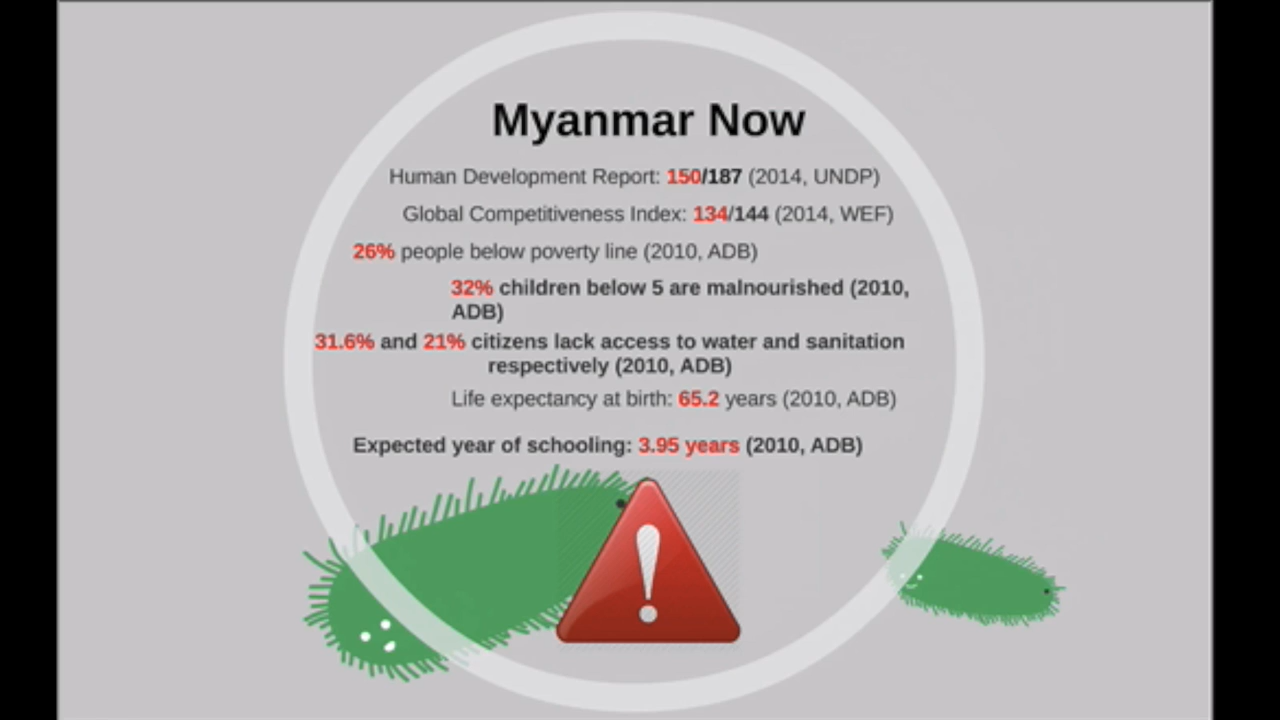 Myanmar Now
Human Development Report: 150/187 (2014, UNDP)
Global Competitiveness Index: 134/144 (2014, WEF)
26% people below poverty line (2010, ADB)
32% children below 5 are malnourished (2010,
ADB)
31.6% and 21% citizens lack access to water and sanitation
respectively (2010, ADB)
Life expectancy at birth: 65.2 years (2010, ADB)
Expected year of schooling: 3.95 years (2010, ADB)